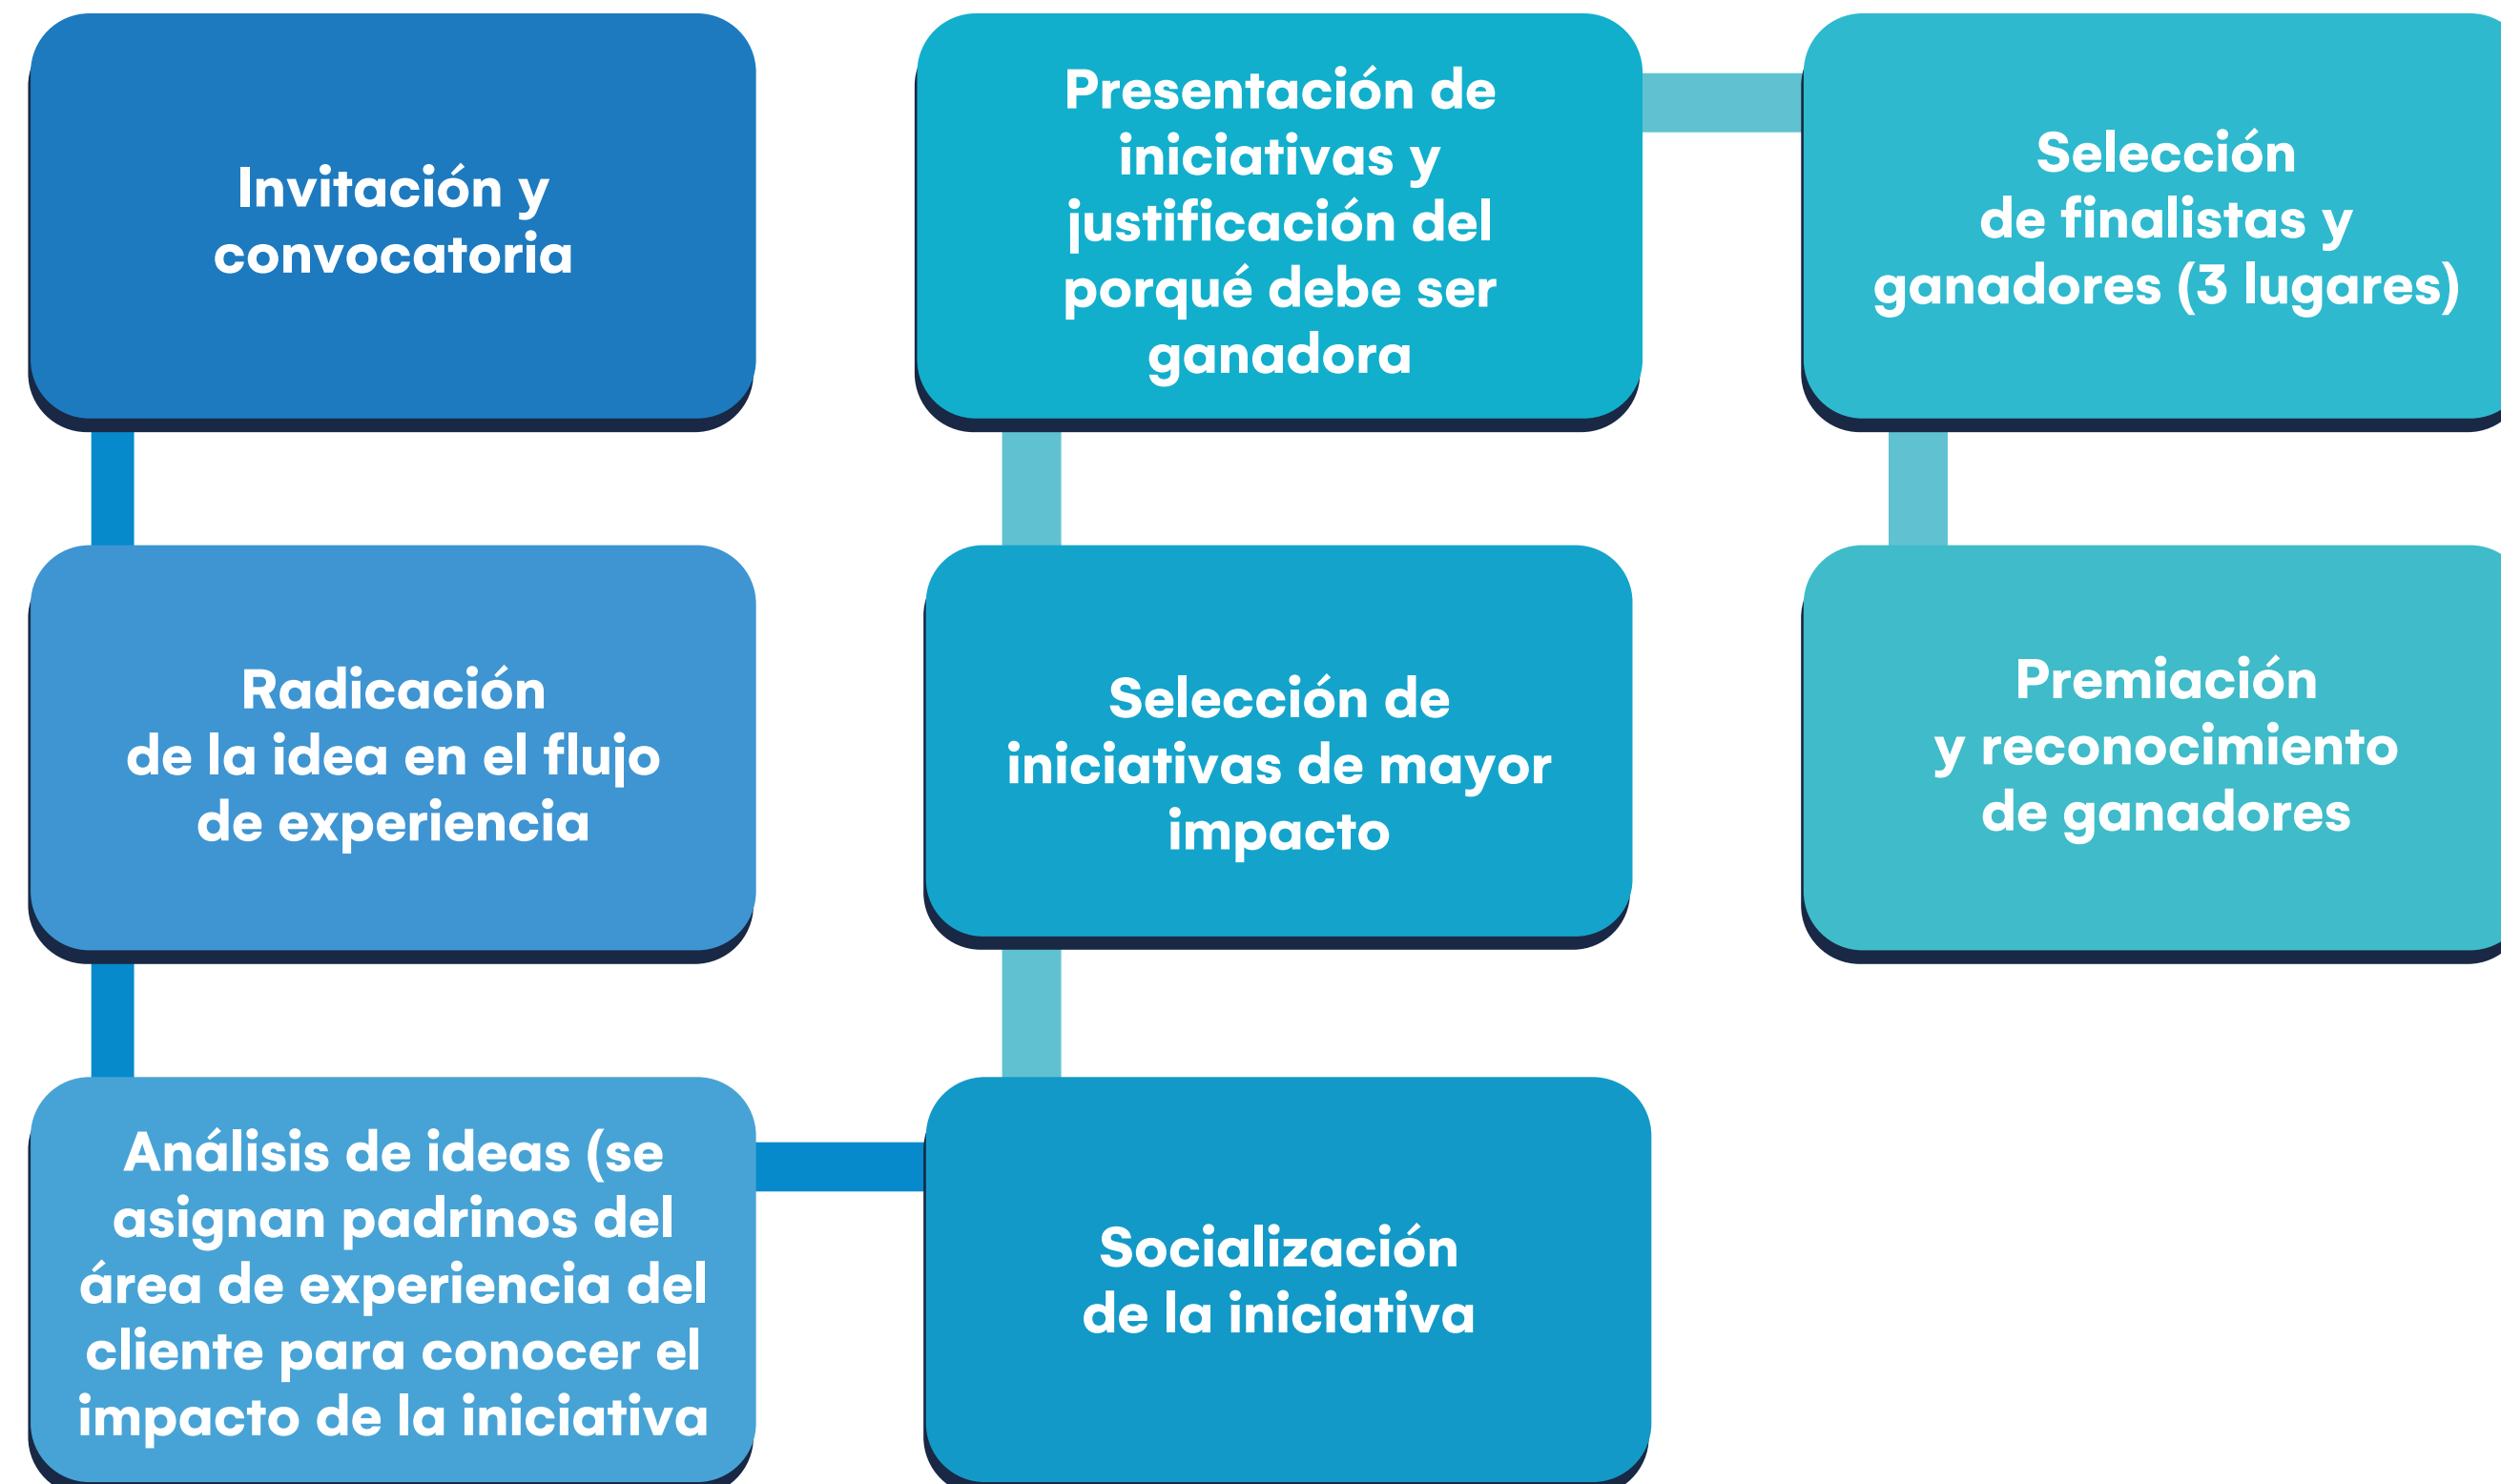 Invitación y
convocatoria
Radicación
de la idea en el flujo
de experiencia
Análisis de ideas (se
asignan padrinos del
área de experiencia del
cliente para conocer el
impacto de la iniciativa
Socialización
de la iniciativa
Selección de
iniciativas de mayor
impacto
Presentación de
iniciativas y
justificación del
porqué debe ser
ganadora
Selección
de finalistas y
ganadores (3 lugares)
Premiación
y reconocimiento
de ganadores